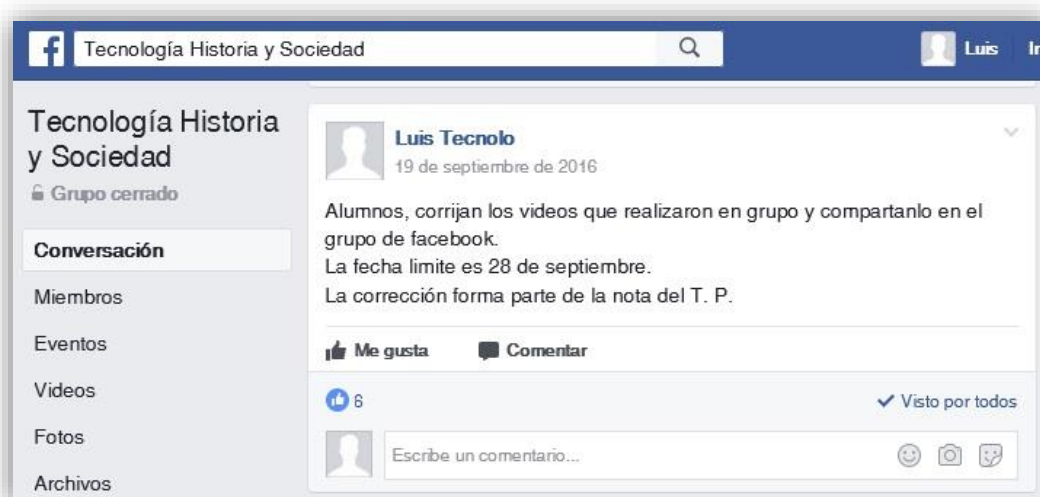 f Tecnología Historia y Sociedad Luis
Tecnología Historia
y Sociedad
Grupo cerrado
Conversación
Miembros
Eventos
Videos
Fotos
Archivos
Luis Tecnolo
19 de septiembre de 2016
Alumnos, corrijan los videos que realizaron en grupo y compartanlo en el
grupo de facebook.
La fecha limite es 28 de septiembre.
La corrección forma parte de la nota del T. P.
Me gusta Comentar
6 Visto por todos
Escribe un comentario...